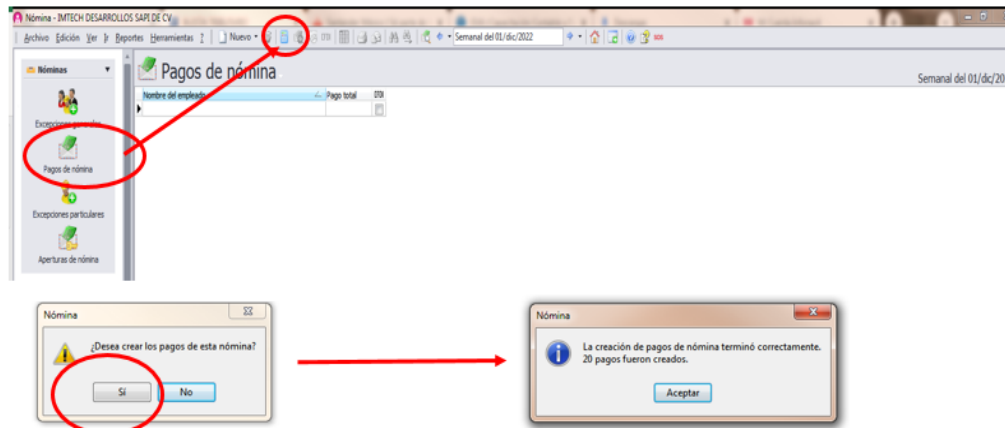 Nómina - IMTECH DESARROLLOS SAPI DE CV
Archivo Edición Ver Ir Reportes Herramientas ? Nuevo Semanal del 01/dic/2022
Nóminas
Pagos de nómina
Semanal del 01/dic/20
Nombre del empleado Pago total
Excepciones generales
Pagos de nómina
Excepciones particulares
Aperturas de nómina
Nómina
¿Desea crear los pagos de esta nómina?
Sí No
Nómina
La creación de pagos de nómina terminó correctamente.
20 pagos fueron creados.
Aceptar